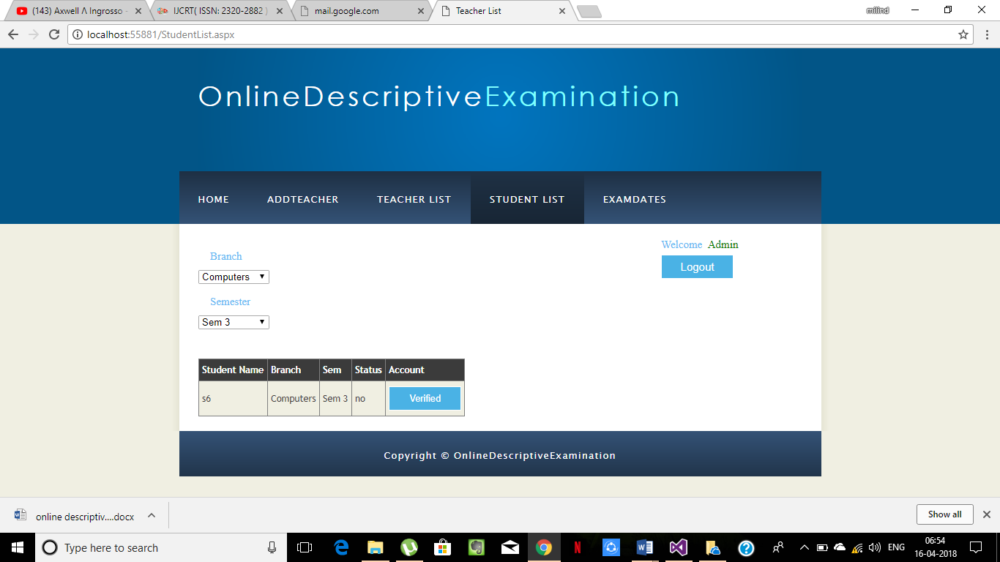 (143) Axwell Λ Ingrosso -
IJCRT( ISSN: 2320-2882 )
mail.google.com
Teacher List
milind
localhost:55881/StudentList.aspx
OnlineDescriptiveExamination
HOME ADDTEACHER TEACHER LIST STUDENT LIST EXAMDATES
Welcome Admin
Logout
Branch
Computers
Semester
Sem 3
Student Name Branch Sem Status Account
s6 Computers Sem 3 no Verified
Copyright © OnlineDescriptiveExamination
online descriptiv....docx
Show all
Type here to search
ENG
06:54
16-04-2018